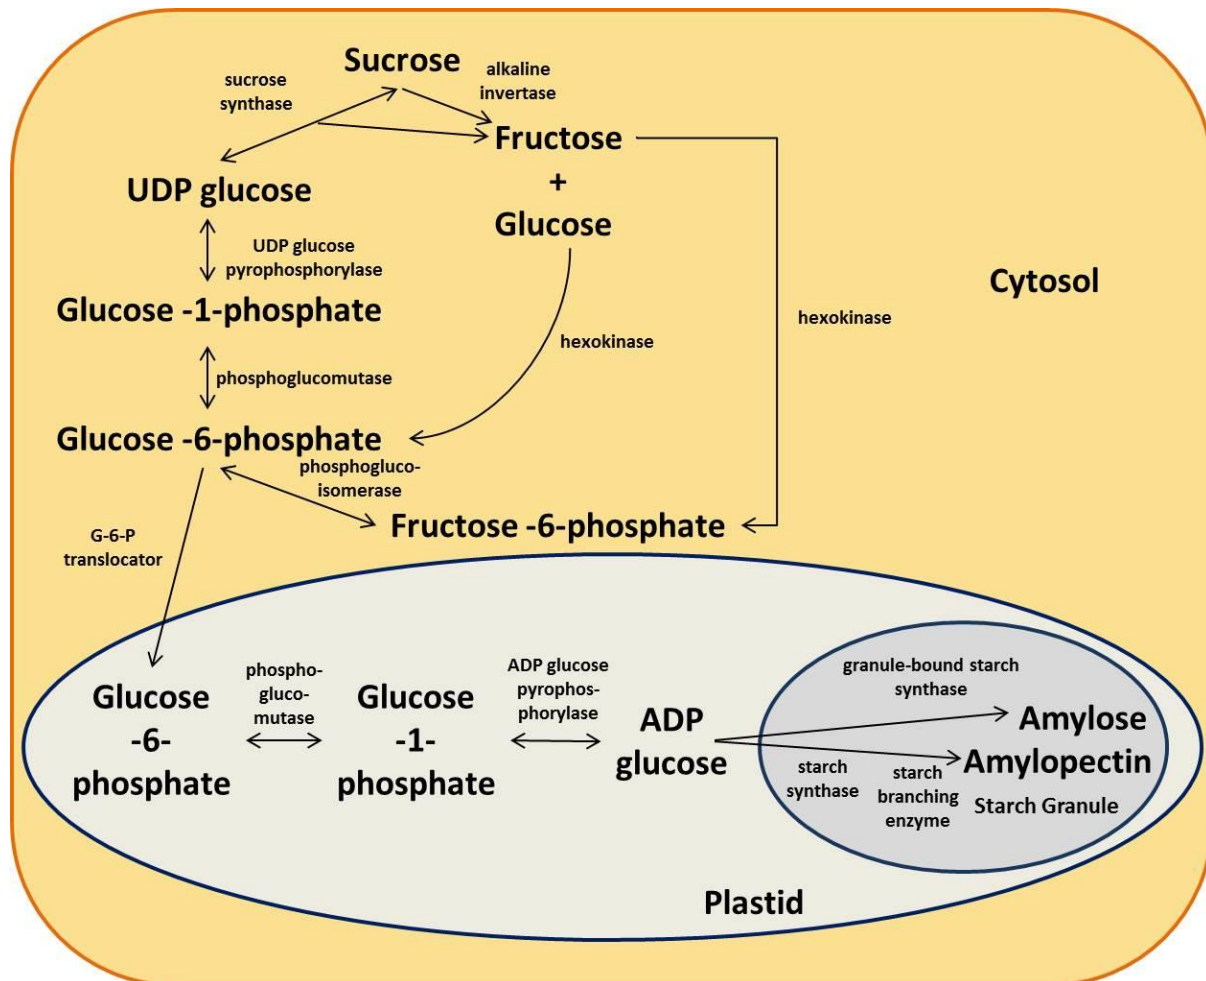 Sucrose
sucrose
synthase
alkaline
invertase
Fructose
+
Glucose
UDP glucose
UDP glucose
pyrophosphorylase
Glucose -1-phosphate
phosphoglucomutase
Glucose -6-phosphate
hexokinase
hexokinase
Cytosol
phosphogluco-
isomerase
Fructose -6-phosphate
G-6-P
translocator
Glucose
-6-
phosphate
phospho-
gluco-
mutase
Glucose
-1-
phosphate
ADP glucose
pyrophos-
phorylase
ADP
glucose
granule-bound starch
synthase
Amylose
Amylopectin
starch
synthase
starch
branching
enzyme
Starch Granule
Plastid